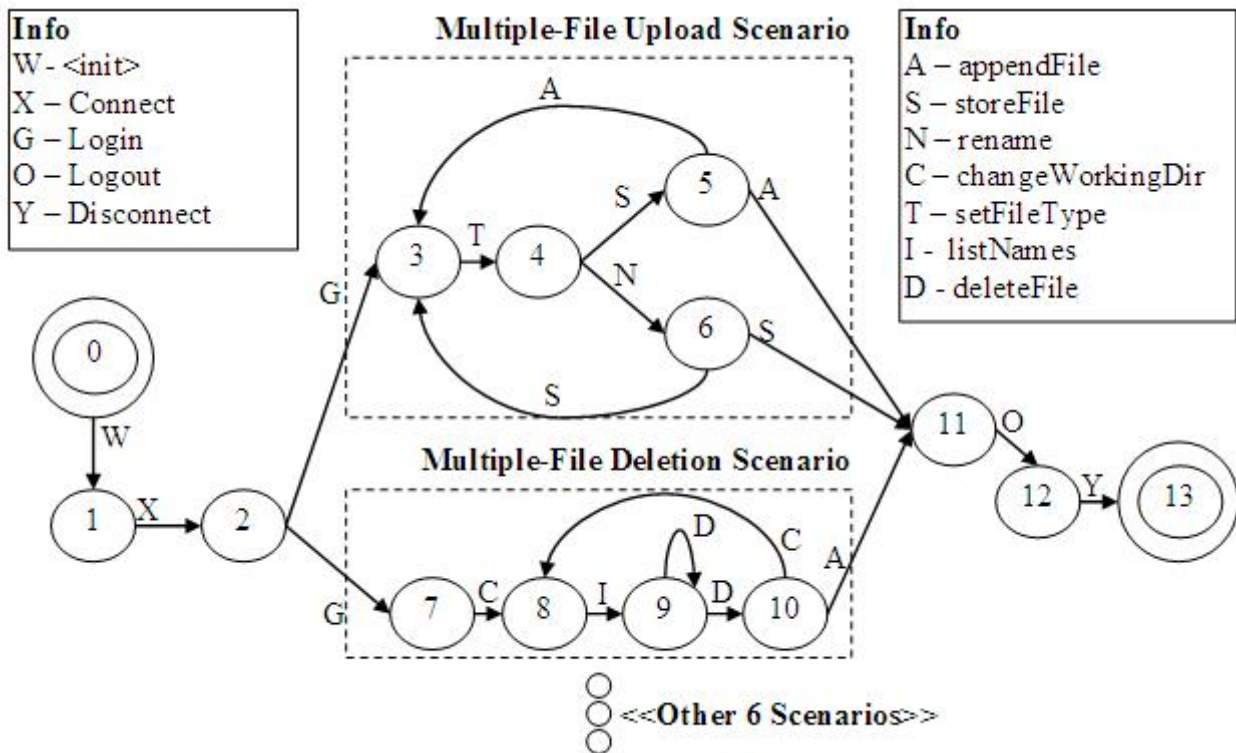 Info
W - <init>
X – Connect
G – Login
O – Logout
Y – Disconnect
Multiple-File Upload Scenario
Info
A – appendFile
S – storeFile
N – rename
C – changeWorkingDir
T – setFileType
I - listNames
D - deleteFile
A
5
S
A
3
T
4
G
N
6
S
0
S
W
11
O
Multiple-File Deletion Scenario
12
Y
13
1
X
2
D
C
A
G
7
C
8
I
9
D
10
<<Other 6 Scenarios>>